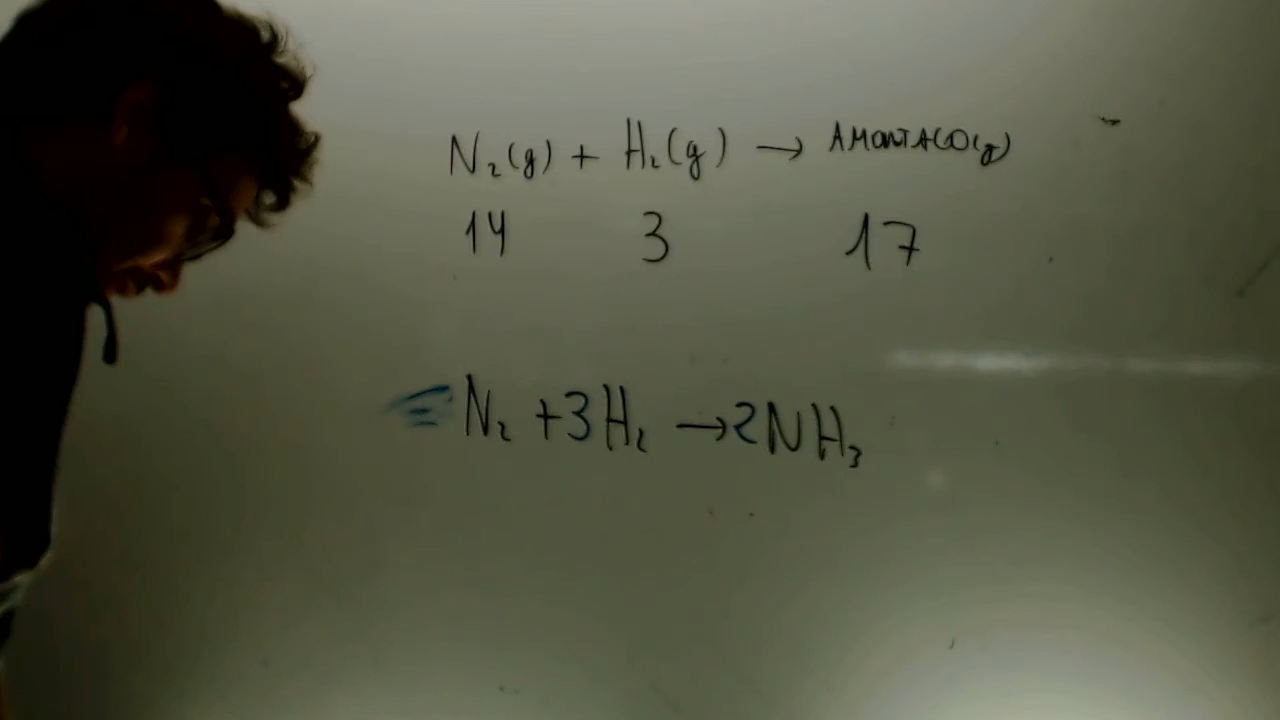 N₂(g) + H₂(g) → AMONIACO(g)
14 3 17
N₂ + 3H₂ → 2NH₃